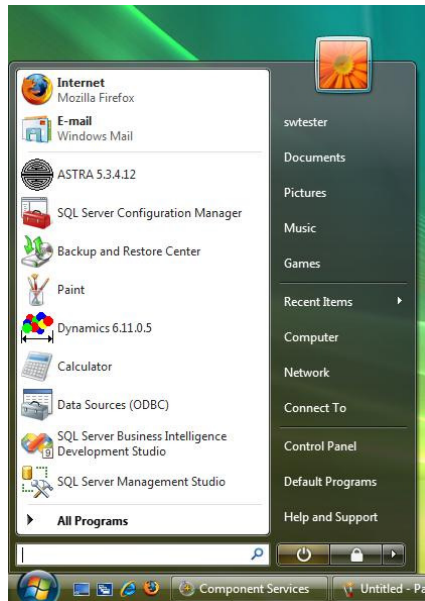 Internet
Mozilla Firefox
E-mail
Windows Mail
ASTRA 5.3.4.12
SQL Server Configuration Manager
Backup and Restore Center
Paint
Dynamics 6.11.0.5
Calculator
Data Sources (ODBC)
9
SQL Server Business Intelligence
Development Studio
SQL Server Management Studio
All Programs
swtester
Documents
Pictures
Music
Games
Recent Items
Computer
Network
Connect To
Control Panel
Default Programs
Help and Support
Component Services
Untitled - Pa